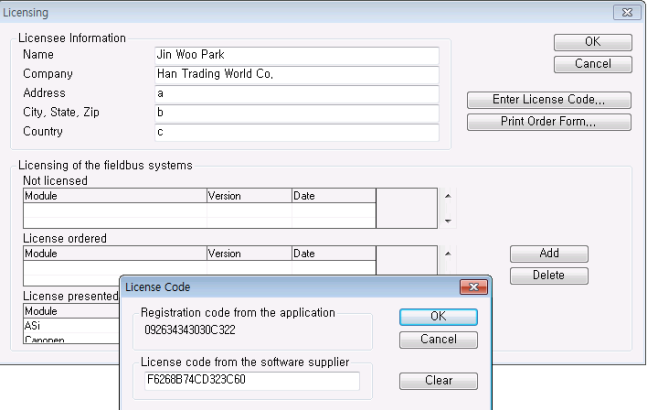 Licensing
Licensee Information
Name Jin Woo Park
Company Han Trading World Co,
Address a
City, State, Zip b
Country c
OK
Cancel
Enter License Code,,,
Print Order Form,,,
Licensing of the fieldbus systems
Not licensed
Module Version Date
License ordered
Module Version Date
Add
Delete
License presented
Module
ASi
Canopen
License Code
Registration code from the application
092634343030C322
OK
Cancel
License code from the software supplier
F6268B74CD323C60
Clear